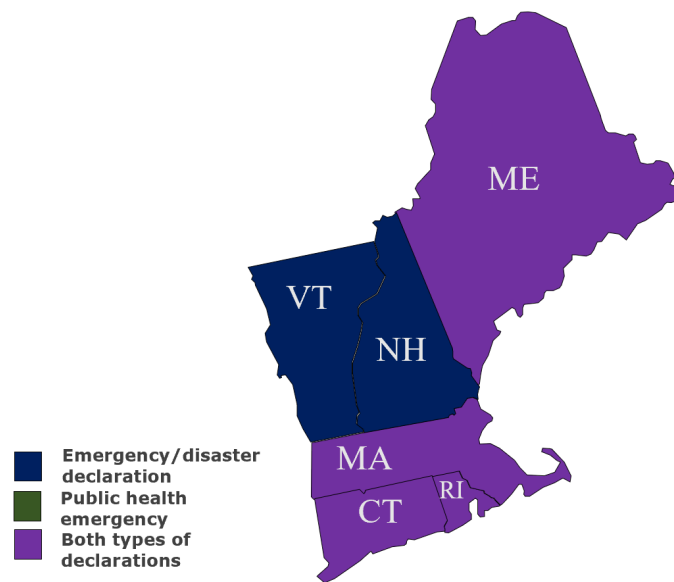 ME
VT
NH
MA
RI
CT
Emergency/disaster
declaration
Public health
emergency
Both types of
declarations